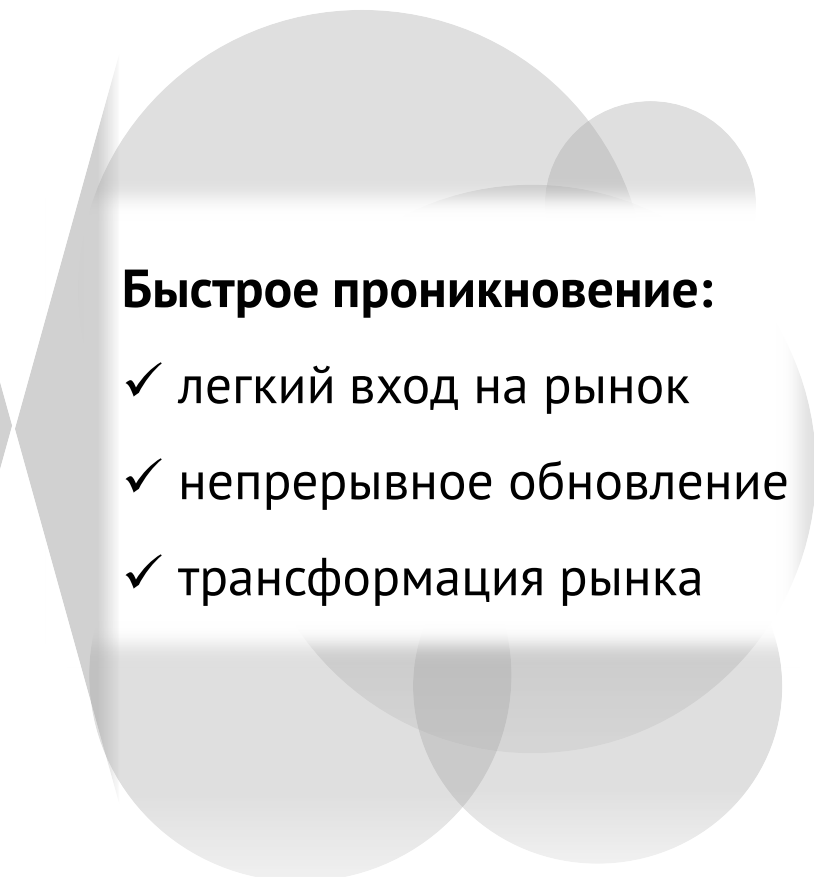 Быстрое проникновение:
✓ легкий вход на рынок
✓ непрерывное обновление
✓ трансформация рынка